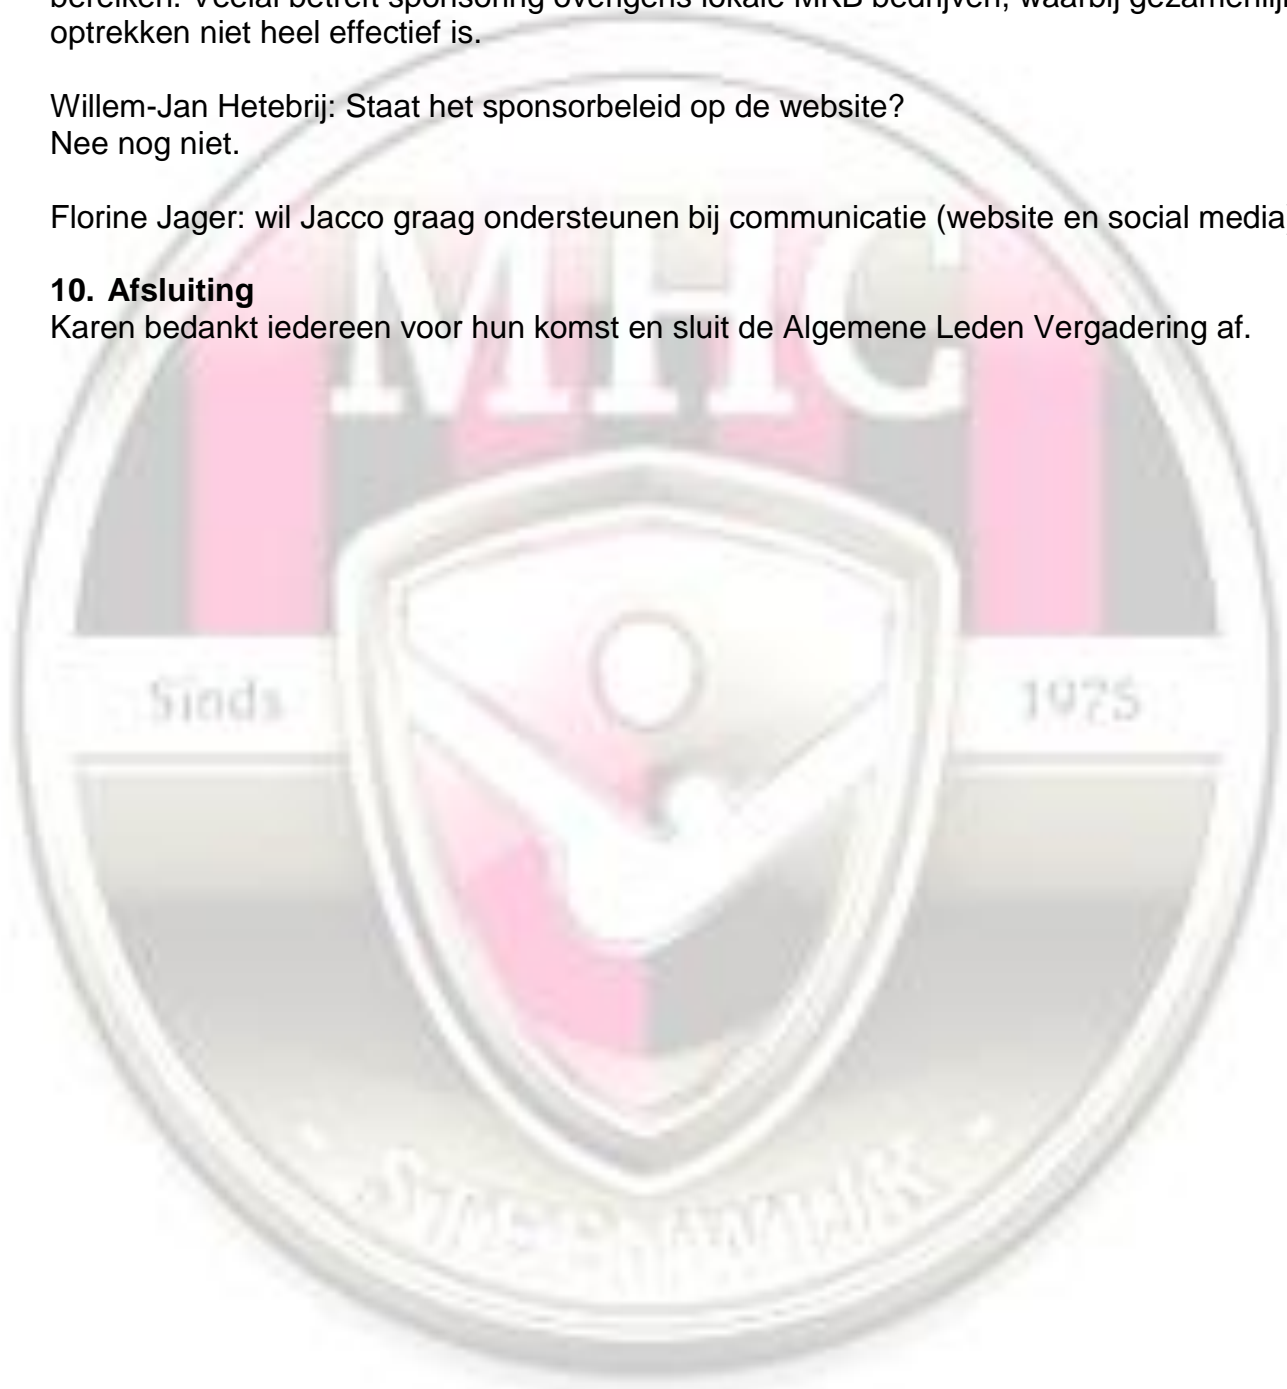 bereiken. Veelal betreft sponsoring overigens lokale MKB bedrijven, waarbij
optrekken niet heel effectief is.
Willem-Jan Hetebrij: Staat het sponsorbeleid op de website?
Nee nog niet.
Florine Jager: wil Jacco graag ondersteunen bij communicatie (website en social media
10. Afsluiting
Karen bedankt iedereen voor hun komst en sluit de Algemene Leden Vergadering af.
MHC
Sinds 1975
- STEENWIJK -